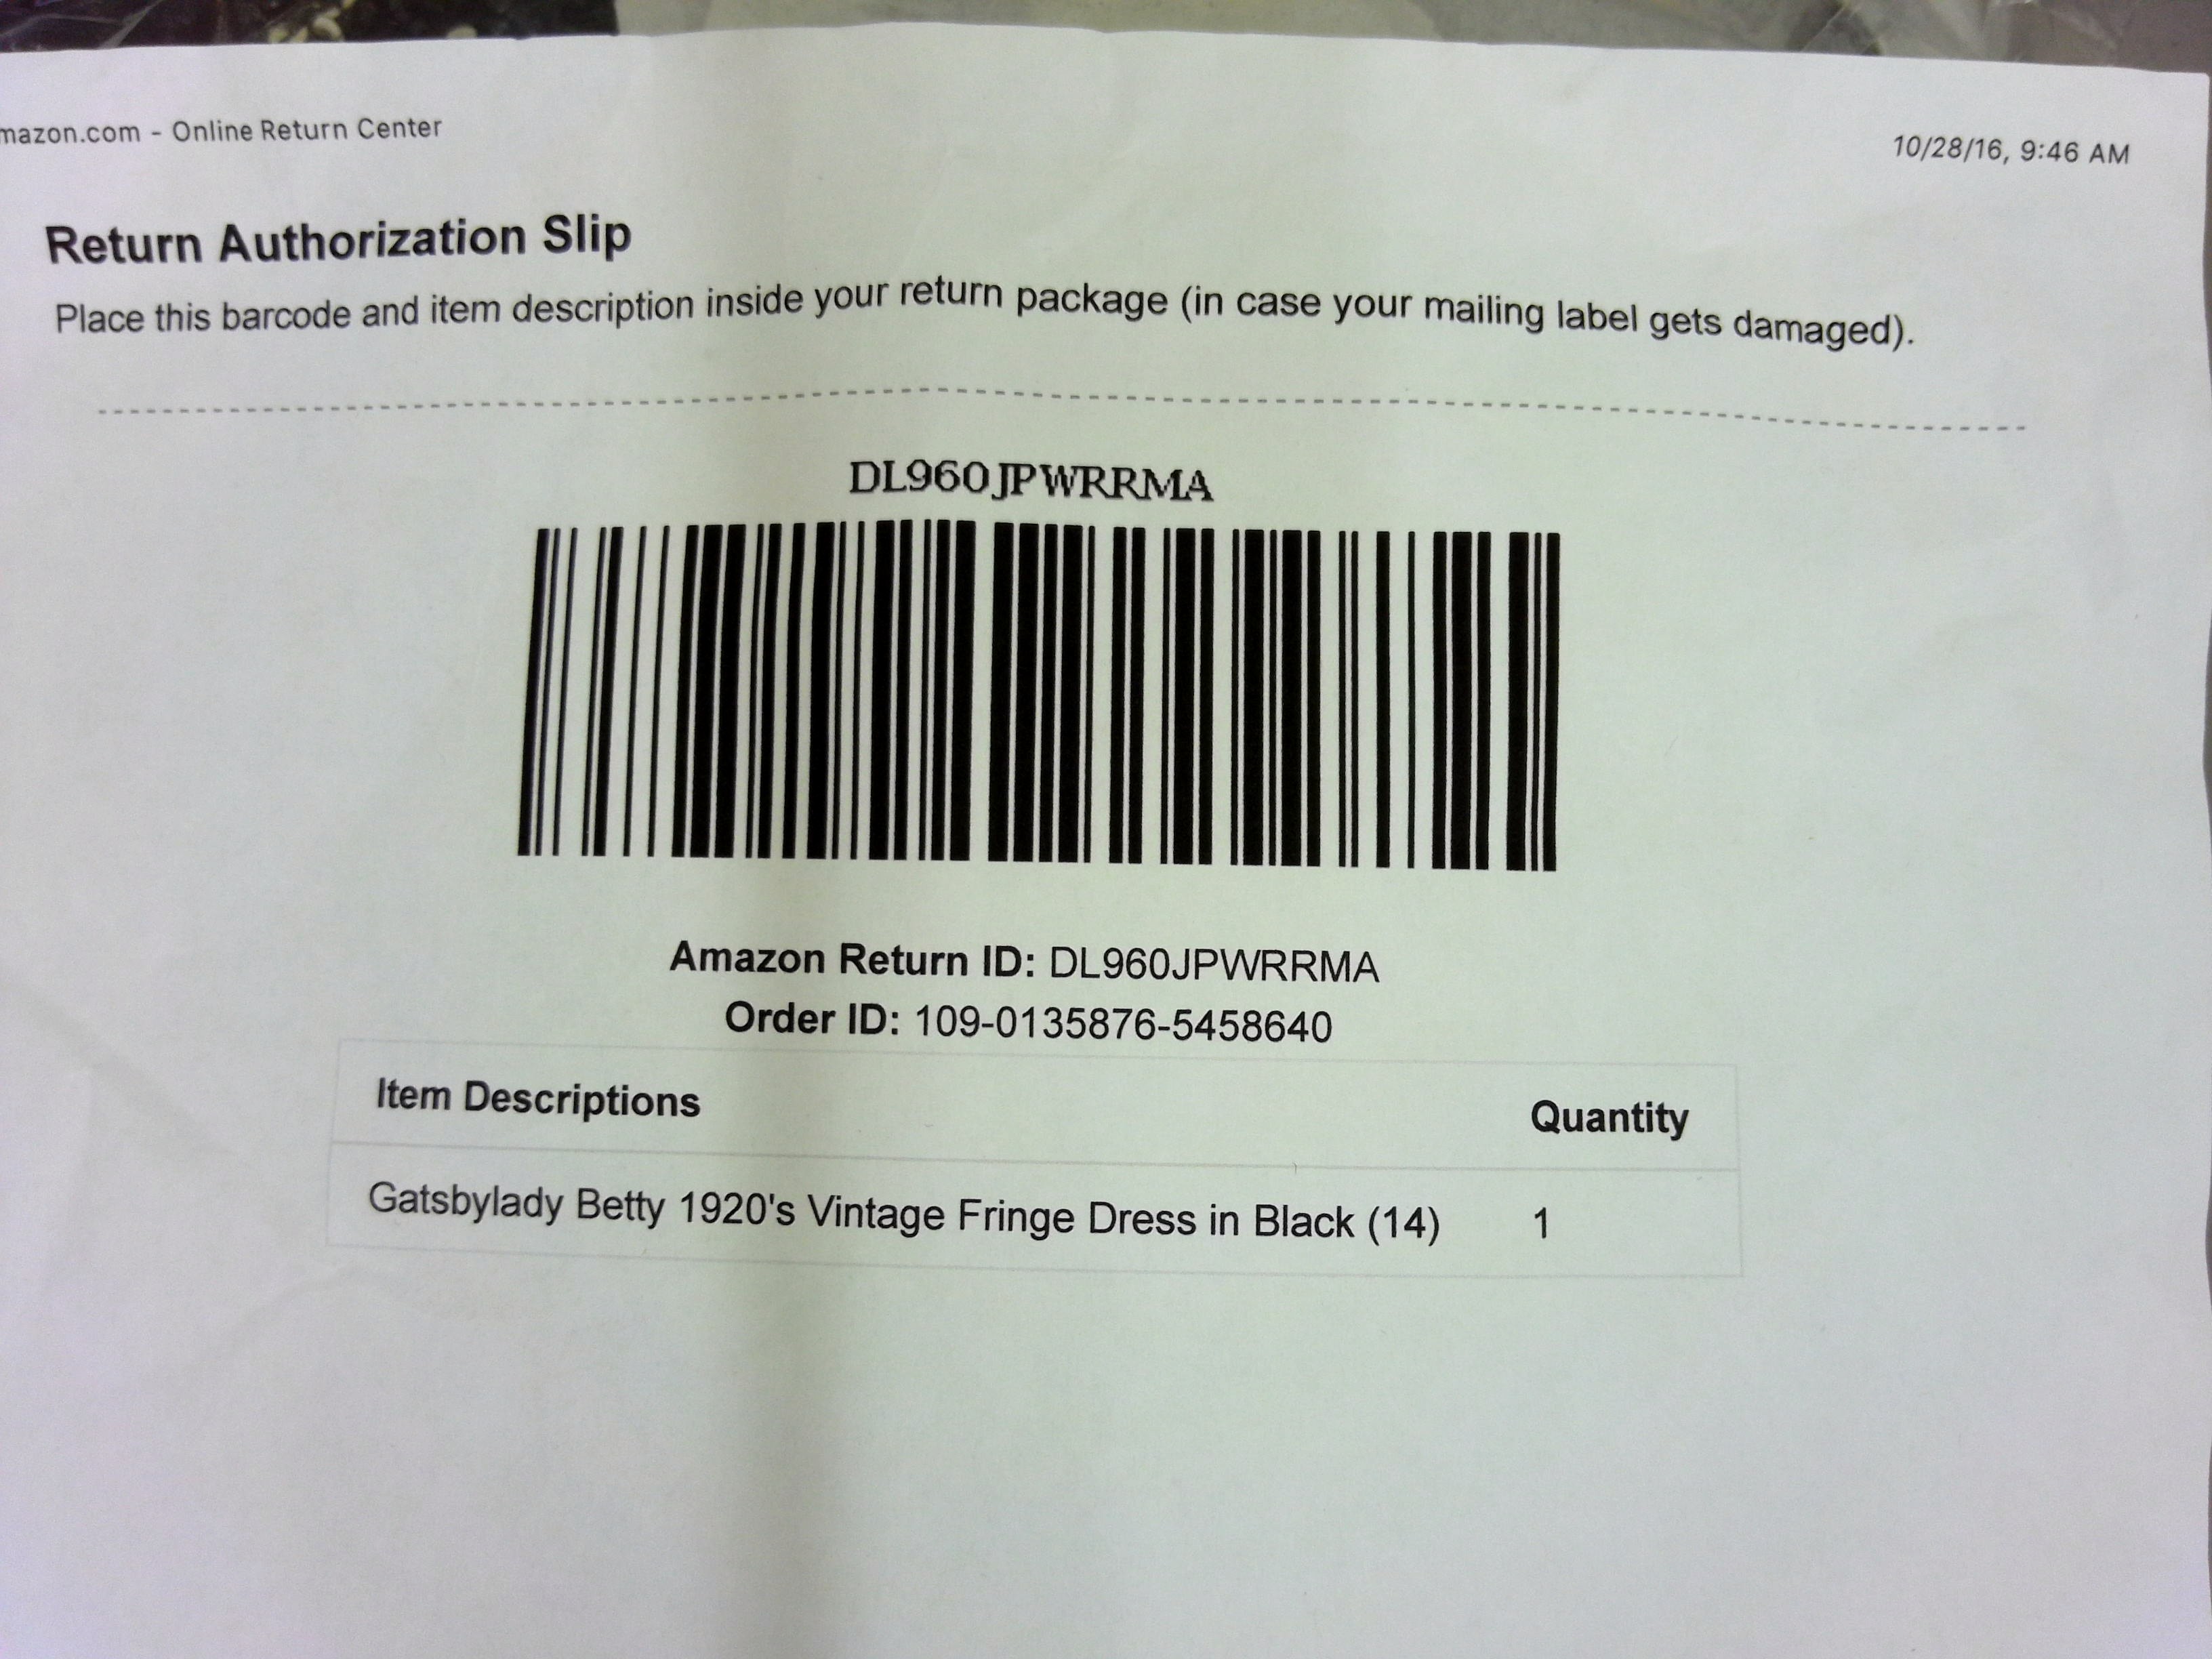 mazon.com - Online Return Center
10/28/16, 9:46 AM
Return Authorization Slip
Place this barcode and item description inside your return package (in case your mailing label gets damaged).
DL960JPWRRMA
Amazon Return ID: DL960JPWRRMA
Order ID: 109-0135876-5458640
Item Descriptions Quantity
Gatsbylady Betty 1920's Vintage Fringe Dress in Black (14) 1